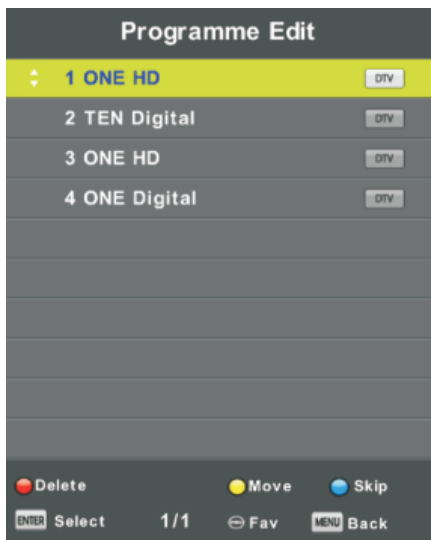 Programme Edit
1 ONE HD DTV
2 TEN Digital DTV
3 ONE HD DTV
4 ONE Digital DTV
Delete Move Skip
ENTER Select 1/1 Fav MENU Back